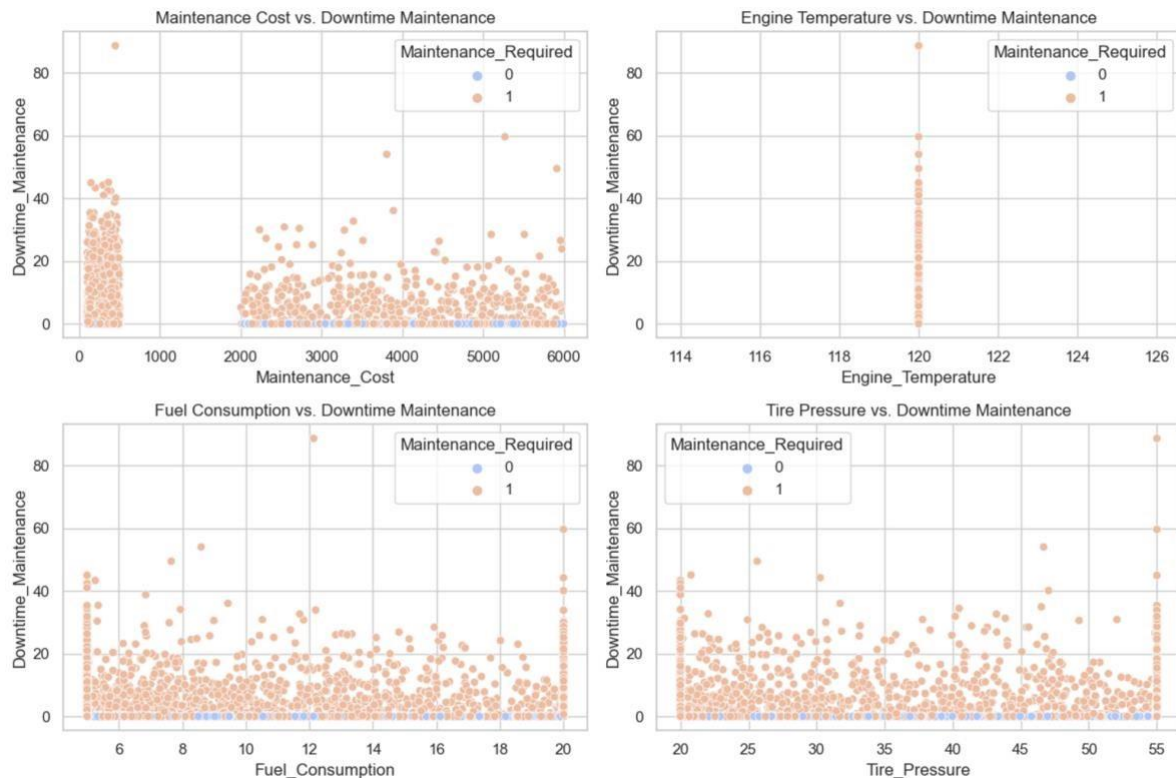 Maintenance Cost vs. Downtime Maintenance
Maintenance_Required
0
1
Downtime_Maintenance
80
60
40
20
0
0 1000 2000 3000 4000 5000 6000
Maintenance_Cost
Engine Temperature vs. Downtime Maintenance
Maintenance_Required
0
1
Downtime_Maintenance
80
60
40
20
0
114 116 118 120 122 124 126
Engine_Temperature
Fuel Consumption vs. Downtime Maintenance
Maintenance_Required
0
1
Downtime_Maintenance
80
60
40
20
0
6 8 10 12 14 16 18 20
Fuel_Consumption
Tire Pressure vs. Downtime Maintenance
Maintenance_Required
0
1
Downtime_Maintenance
80
60
40
20
0
20 25 30 35 40 45 50 55
Tire_Pressure